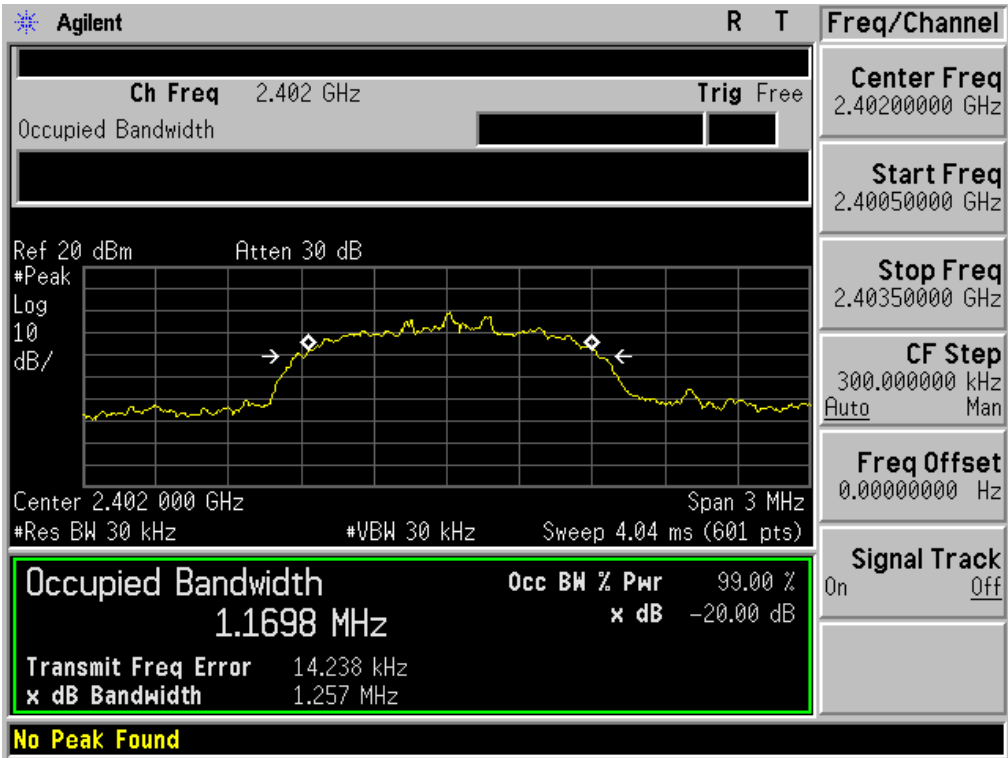 Agilent R T
Ch Freq 2.402 GHz Trig Free
Occupied Bandwidth
Ref 20 dBm Atten 30 dB
#Peak
Log
10
dB/
Center 2.402 000 GHz Span 3 MHz
#Res BW 30 kHz #VBW 30 kHz Sweep 4.04 ms (601 pts)
Occupied Bandwidth Occ BW % Pwr 99.00 %
1.1698 MHz x dB -20.00 dB
Transmit Freq Error 14.238 kHz
x dB Bandwidth 1.257 MHz
No Peak Found
Freq/Channel
Center Freq
2.40200000 GHz
Start Freq
2.40050000 GHz
Stop Freq
2.40350000 GHz
CF Step
300.000000 kHz
Auto Man
Freq Offset
0.00000000 Hz
Signal Track
On Off